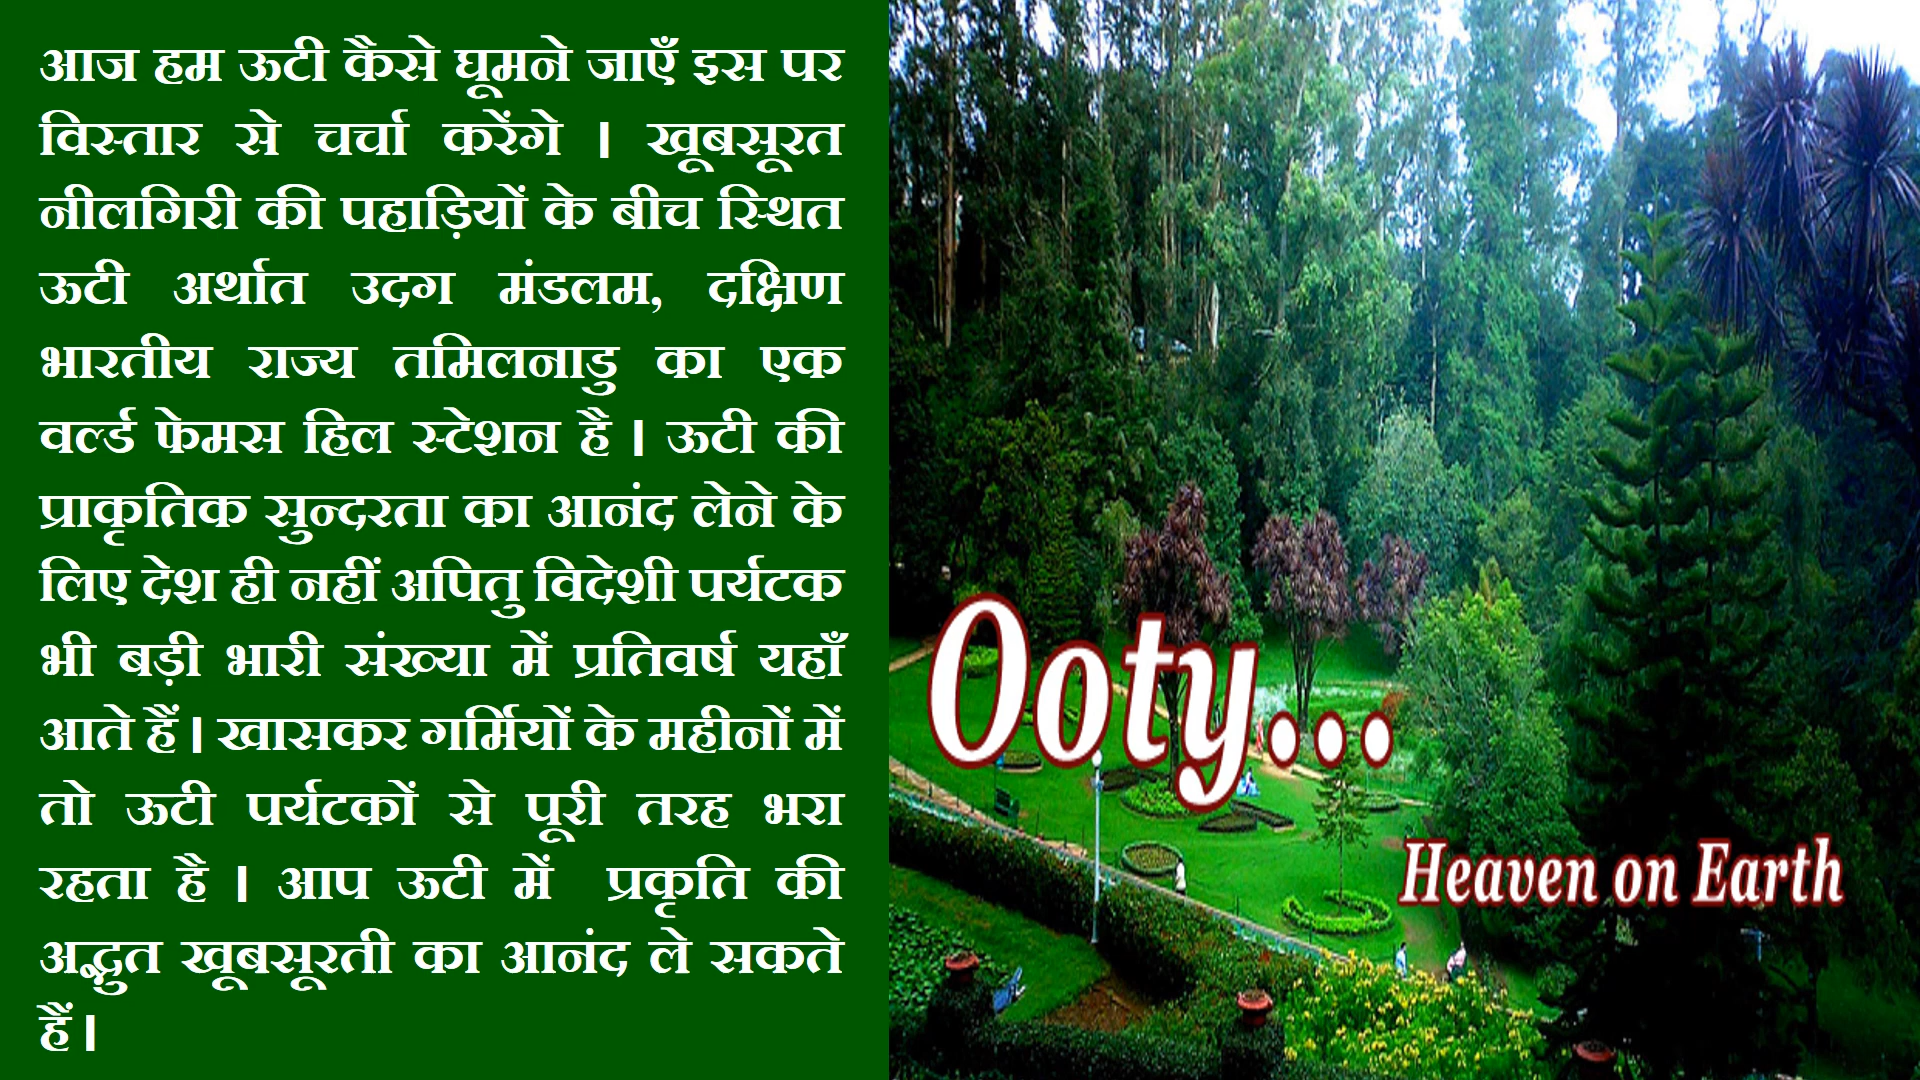 आज हम ऊटी कैसे घूमने जाएँ इस पर
विस्तार से चर्चा करेंगे ।  खूबसूरत
नीलगिरी की पहाड़ियों के बीच स्थित
ऊटी अर्थात उदग मंडलम, दक्षिण
भारतीय राज्य तमिलनाडु का एक
वर्ल्ड फेमस हिल स्टेशन है । ऊटी की
प्राकृतिक सुन्दरता का आनंद लेने के
लिए देश ही नहीं अपितु विदेशी पर्यटक
भी बड़ी भारी संख्या में प्रतिवर्ष यहाँ
आते हैं । खासकर गर्मियों के महीनों में
तो ऊटी पर्यटकों से पूरी तरह भरा
रहता है । आप ऊटी में प्रकृति की
अद्भुत खूबसूरती का आनंद ले सकते
हैं ।
Ooty...
Heaven on Earth